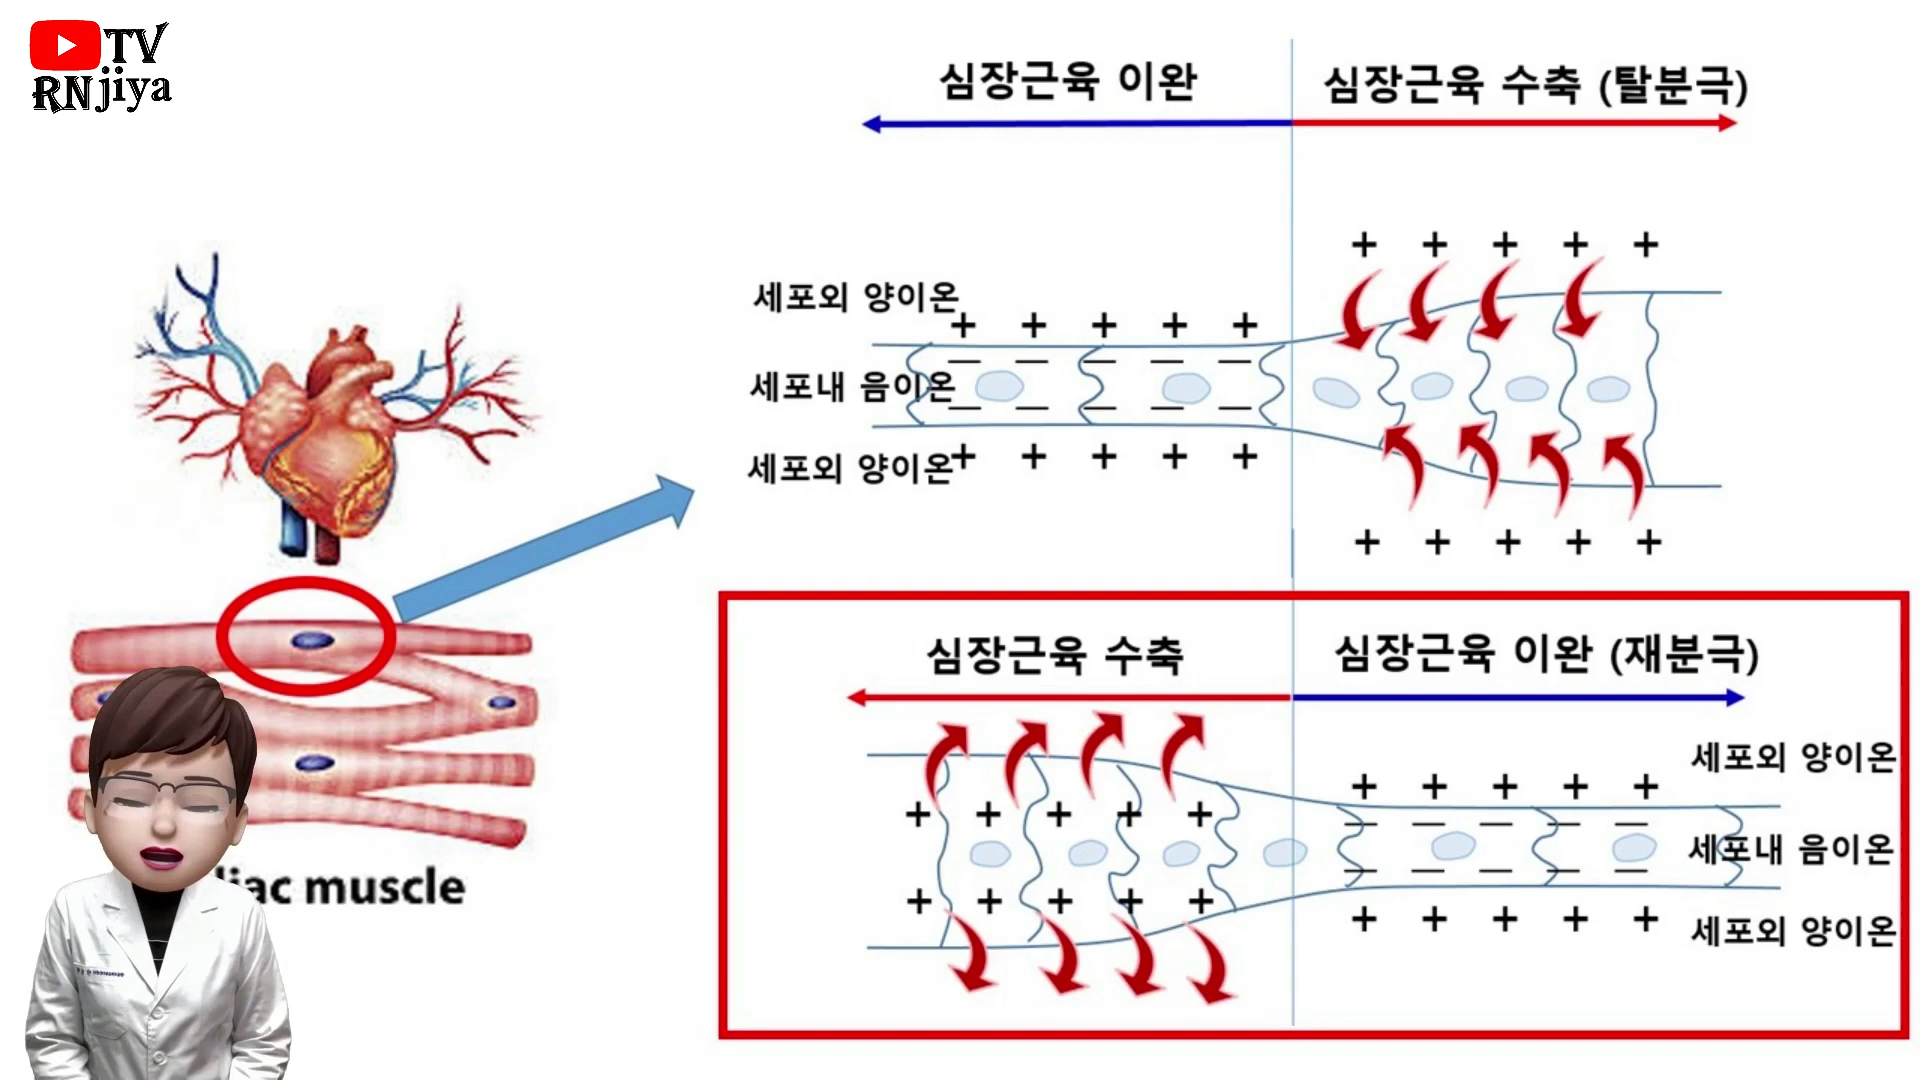 TV
RNjiya
심장근육 이완
심장근육 수축 (탈분극)
세포외 양이온
세포내 음이온
세포외 양이온
심장근육 수축
심장근육 이완 (재분극)
세포외 양이온
세포내 음이온
세포외 양이온
muscle